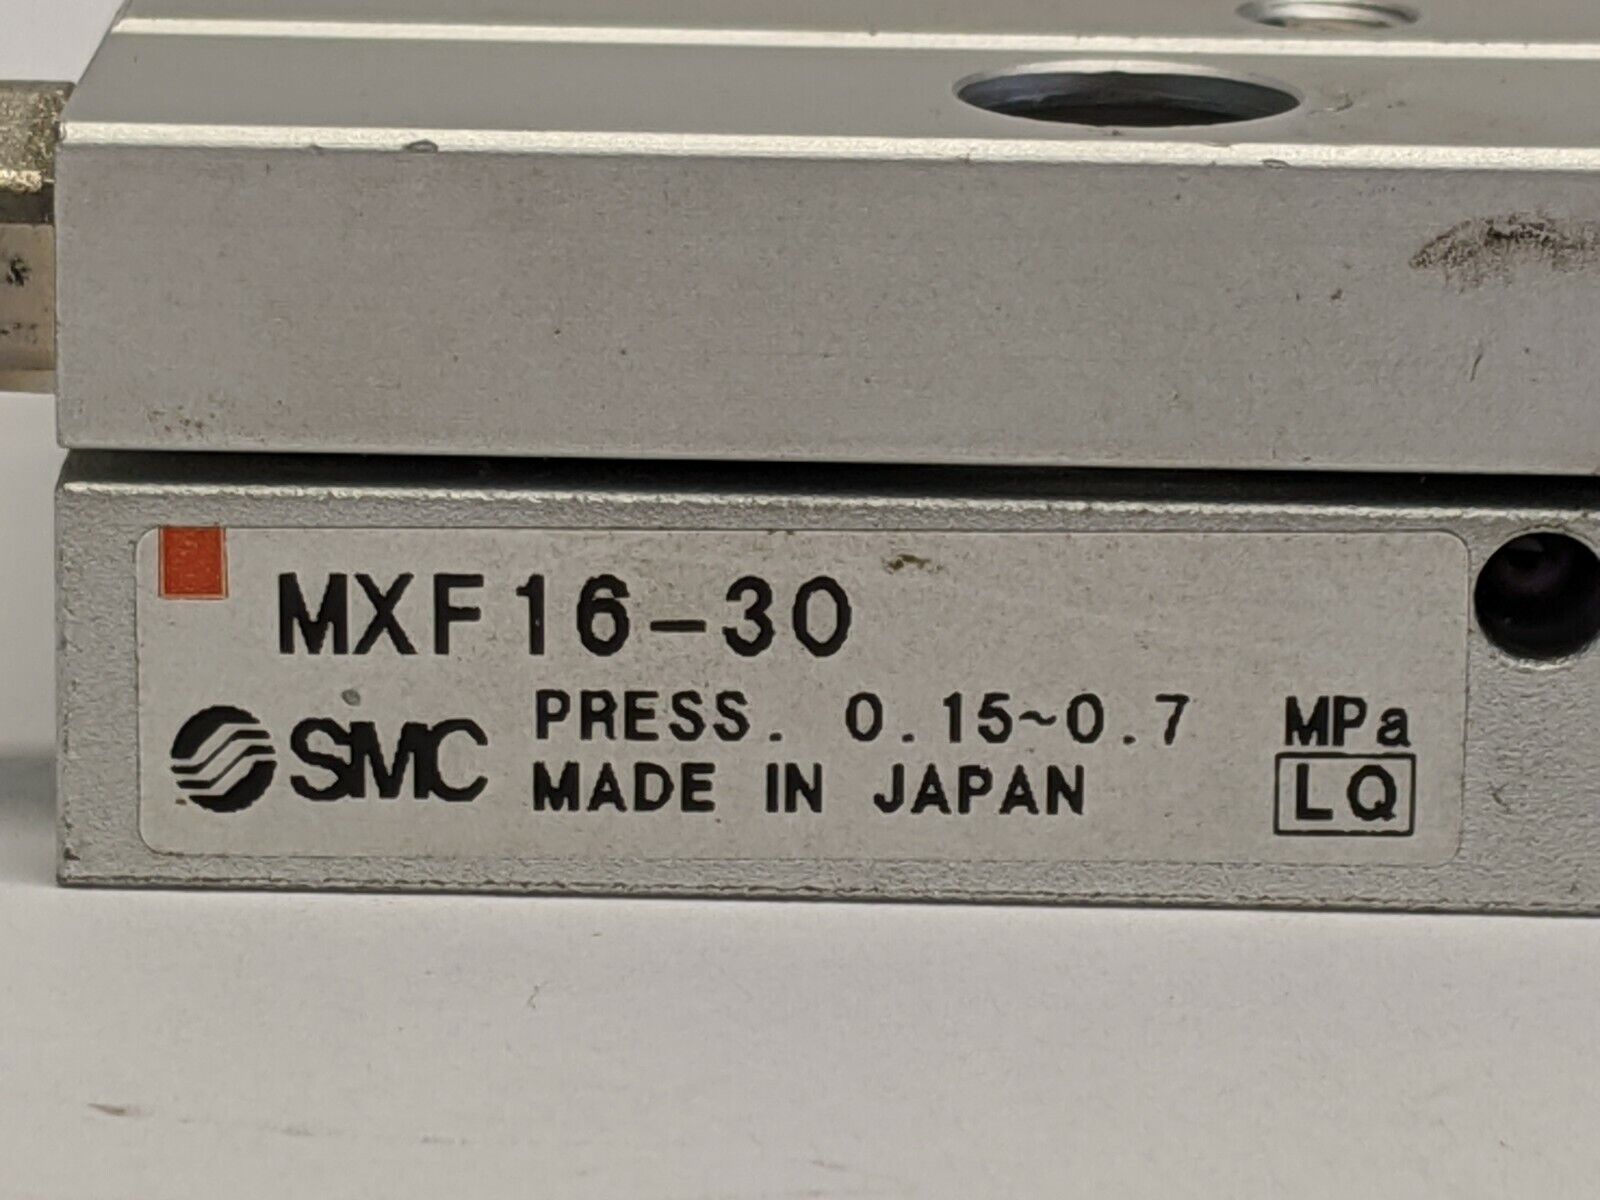 MXF16-30
SMC
PRESS. 0.15~0.7 MPa
MADE IN JAPAN
LQ